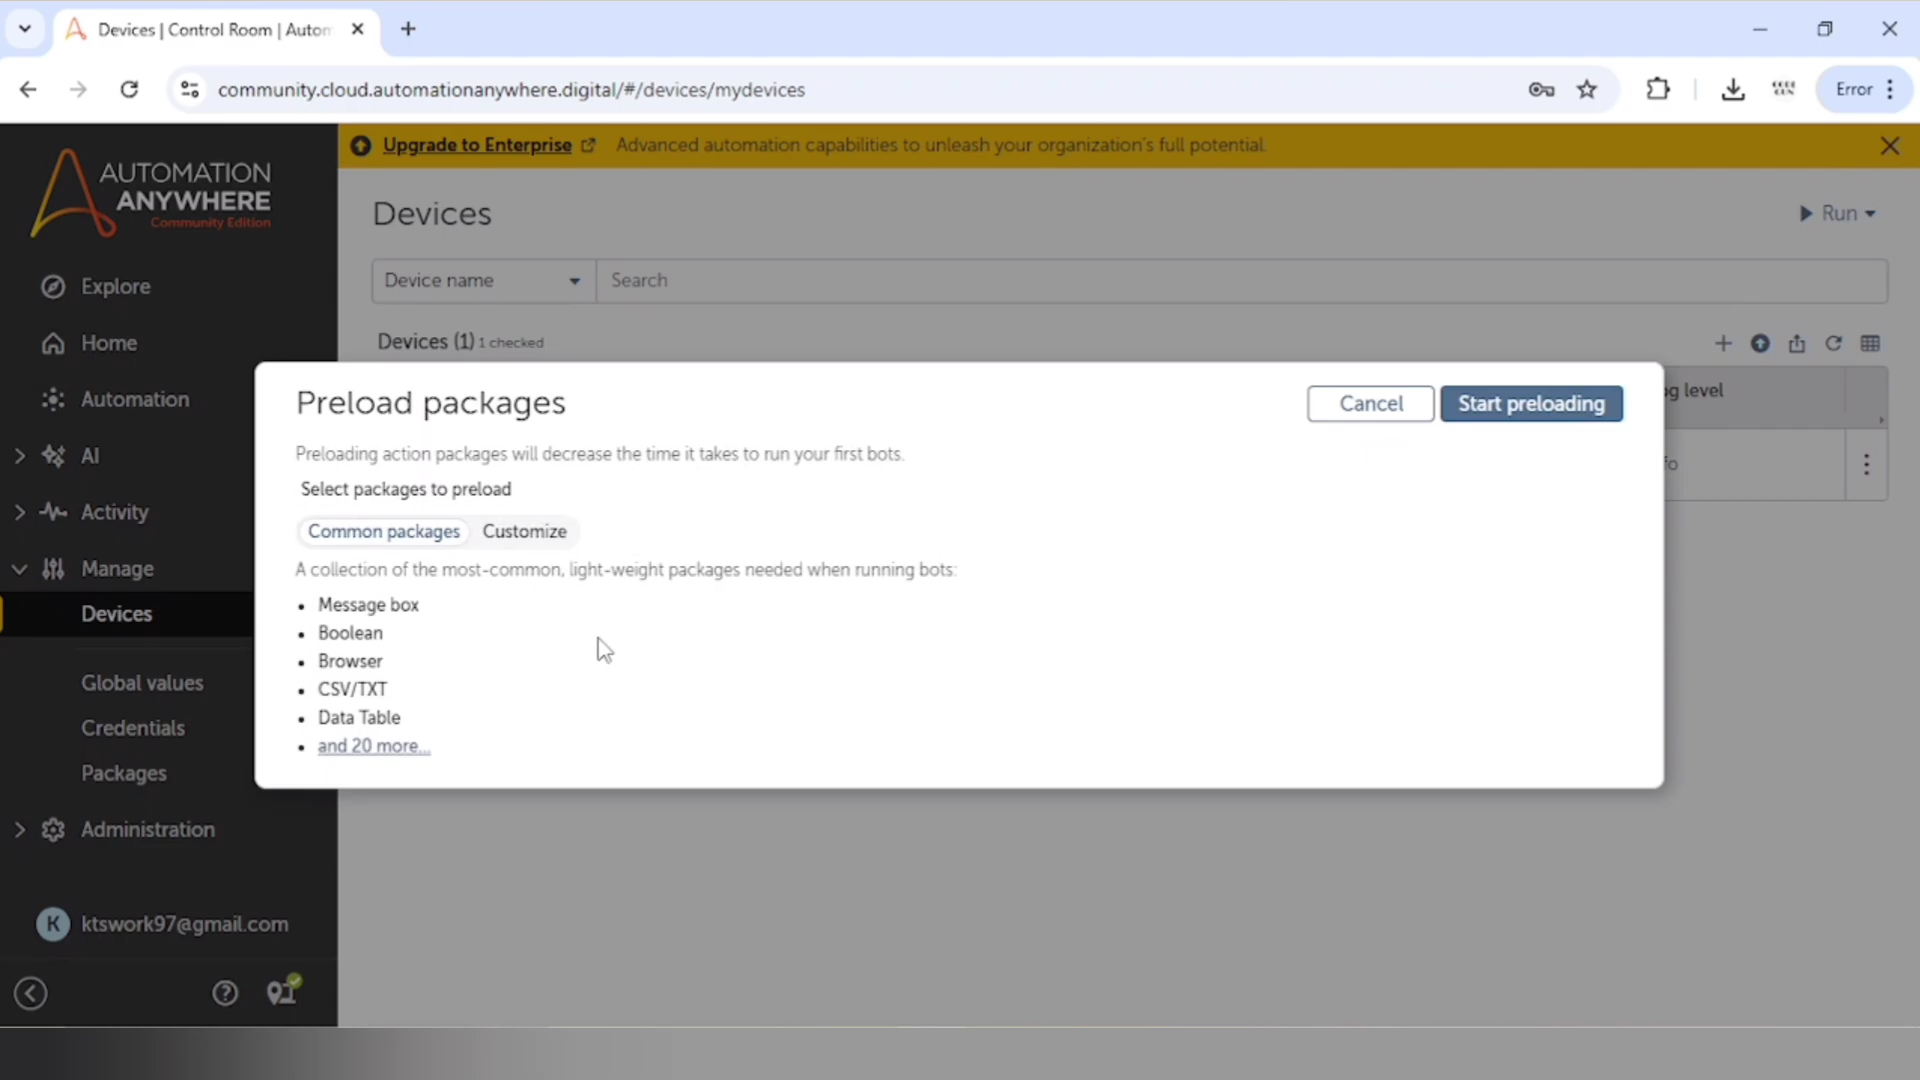 Devices | Control Room | Autom
community.cloud.automationanywhere.digital/#/devices/mydevices
Error
AUTOMATION
ANYWHERE
Community Edition
Upgrade to Enterprise
Advanced automation capabilities to unleash your organization's full potential.
Devices
Run
Device name
Search
Devices (1) 1 checked
og level
fo
Explore
Home
Automation
AI
Activity
Manage
Devices
Global values
Credentials
Packages
Administration
K
ktswork97@gmail.com
Preload packages
Cancel
Start preloading
Preloading action packages will decrease the time it takes to run your first bots.
Select packages to preload
Common packages
Customize
A collection of the most-common, light-weight packages needed when running bots:
• Message box
• Boolean
• Browser
• CSV/TXT
• Data Table
• and 20 more...